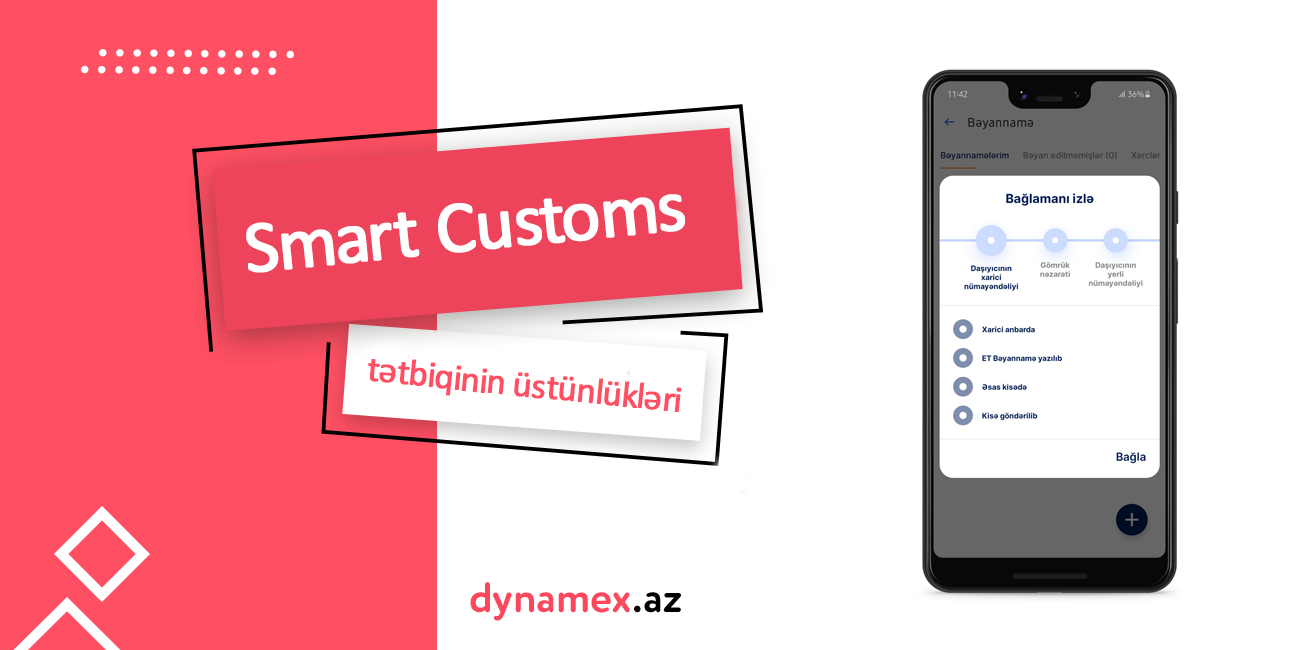 Smart Customs
tətbiqinin üstünlükləri
dynamex.az
11:42
36%
Bəyannamə
Bəyannamələrim Bəyan edilməmişlər (0) Xərclər
Bağlamanı izlə
Daşıyıcının
xarici
nümayəndəliyi
Gömrük
nəzarəti
Daşıyıcının
yerli
nümayəndəliyi
Xarici anbarda
ET Bəyannamə yazılıb
Əsas kisədə
Kisə göndərilib
Bağla